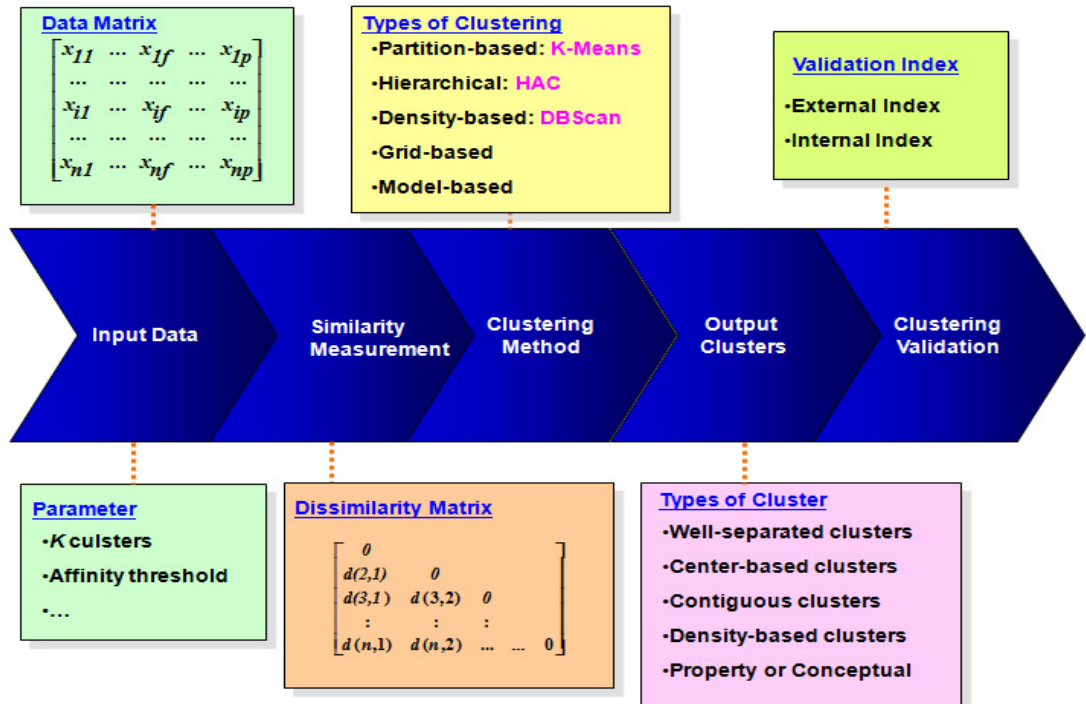 Data Matrix
x11 ... x1f ... x1p
... ... ... ... ...
xi1 ... xif ... xip
... ... ... ... ...
xn1 ... xnf ... xnp
Types of Clustering
•Partition-based: K-Means
•Hierarchical: HAC
•Density-based: DBScan
•Grid-based
•Model-based
Validation Index
•External Index
•Internal Index
Input Data
Similarity
Measurement
Clustering
Method
Output
Clusters
Clustering
Validation
Parameter
•K culsters
•Affinity threshold
•...
Dissimilarity Matrix
0
d(2,1) 0
d(3,1) d(3,2) 0
: : :
d(n,1) d(n,2) ... ... 0
Types of Cluster
•Well-separated clusters
•Center-based clusters
•Contiguous clusters
•Density-based clusters
•Property or Conceptual